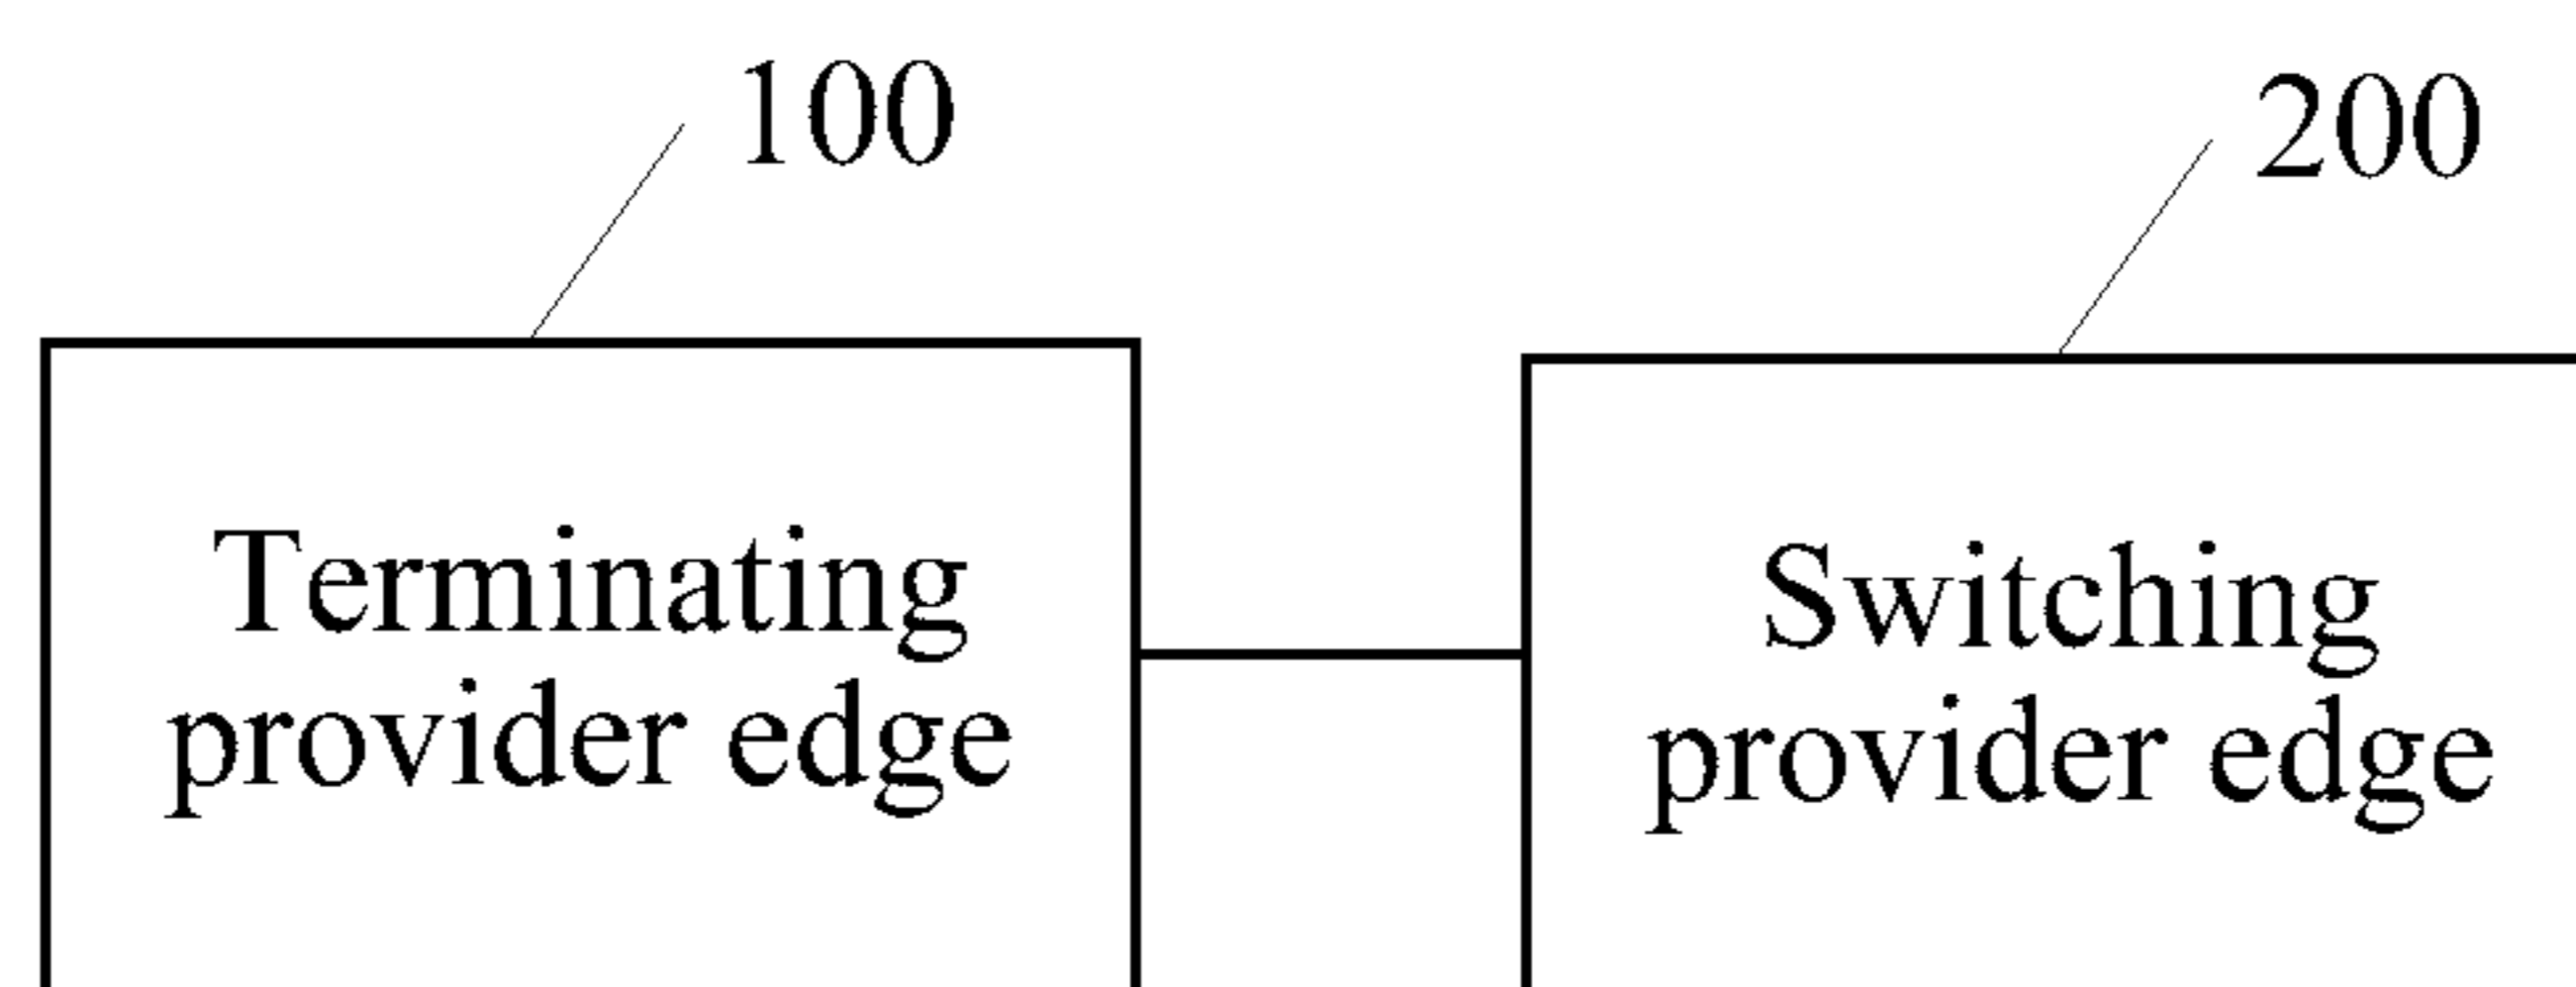 100
200
Terminating
provider edge
Switching
provider edge